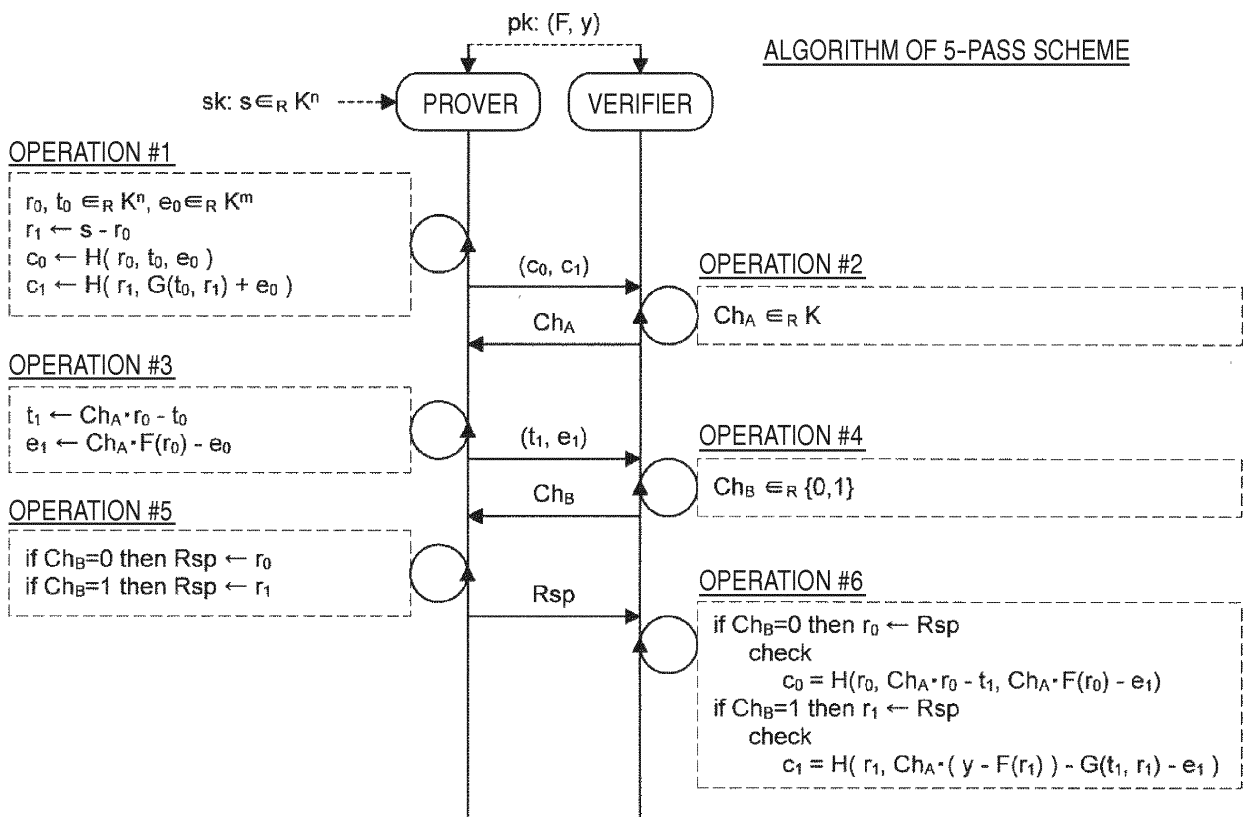 pk: (F, y)
ALGORITHM OF 5-PASS SCHEME
sk: s ∈R Kⁿ
PROVER
VERIFIER
OPERATION #1
r₀, t₀ ∈R Kⁿ, e₀ ∈R Kᵐ
r₁ ← s - r₀
c₀ ← H( r₀, t₀, e₀ )
c₁ ← H( r₁, G(t₀, r₁) + e₀ )
(c₀, c₁)
OPERATION #2
ChA ∈R K
ChA
OPERATION #3
t₁ ← ChA・r₀ - t₀
e₁ ← ChA・F(r₀) - e₀
(t₁, e₁)
OPERATION #4
ChB ∈R {0,1}
ChB
OPERATION #5
if ChB=0 then Rsp ← r₀
if ChB=1 then Rsp ← r₁
Rsp
OPERATION #6
if ChB=0 then r₀ ← Rsp
check
c₀ = H(r₀, ChA・r₀ - t₁, ChA・F(r₀) - e₁)
if ChB=1 then r₁ ← Rsp
check
c₁ = H( r₁, ChA・( y - F(r₁) ) - G(t₁, r₁) - e₁ )